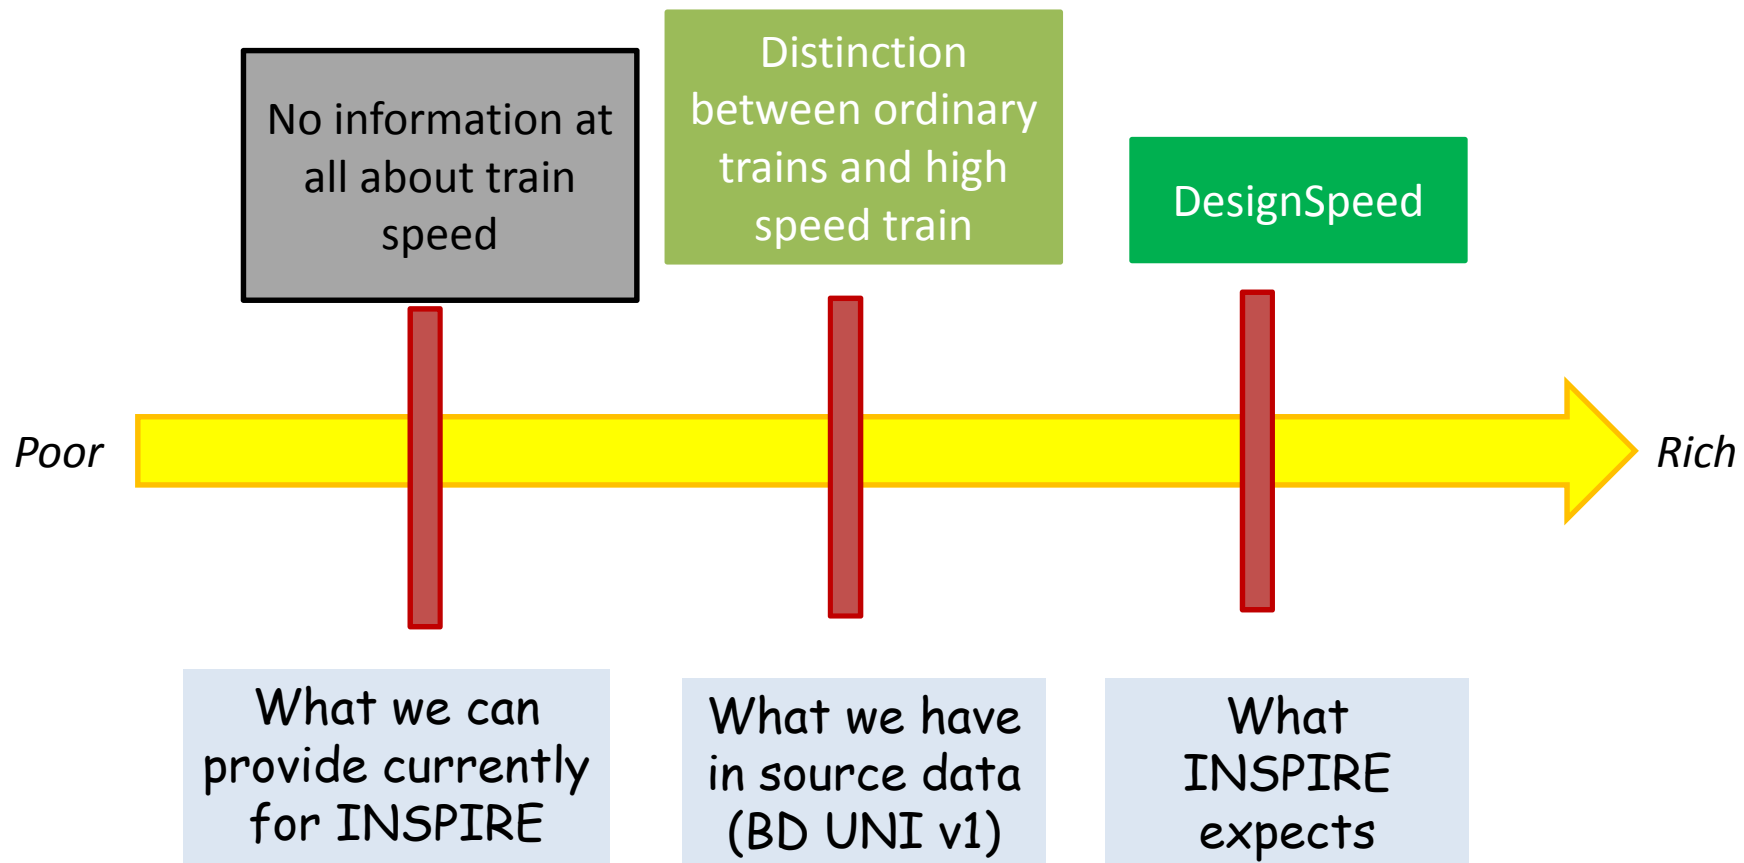 No information at
all about train
speed
Distinction
between ordinary
trains and high
speed train
DesignSpeed
Poor
Rich
What we can
provide currently
for INSPIRE
What we have
in source data
(BD UNI v1)
What
INSPIRE
expects